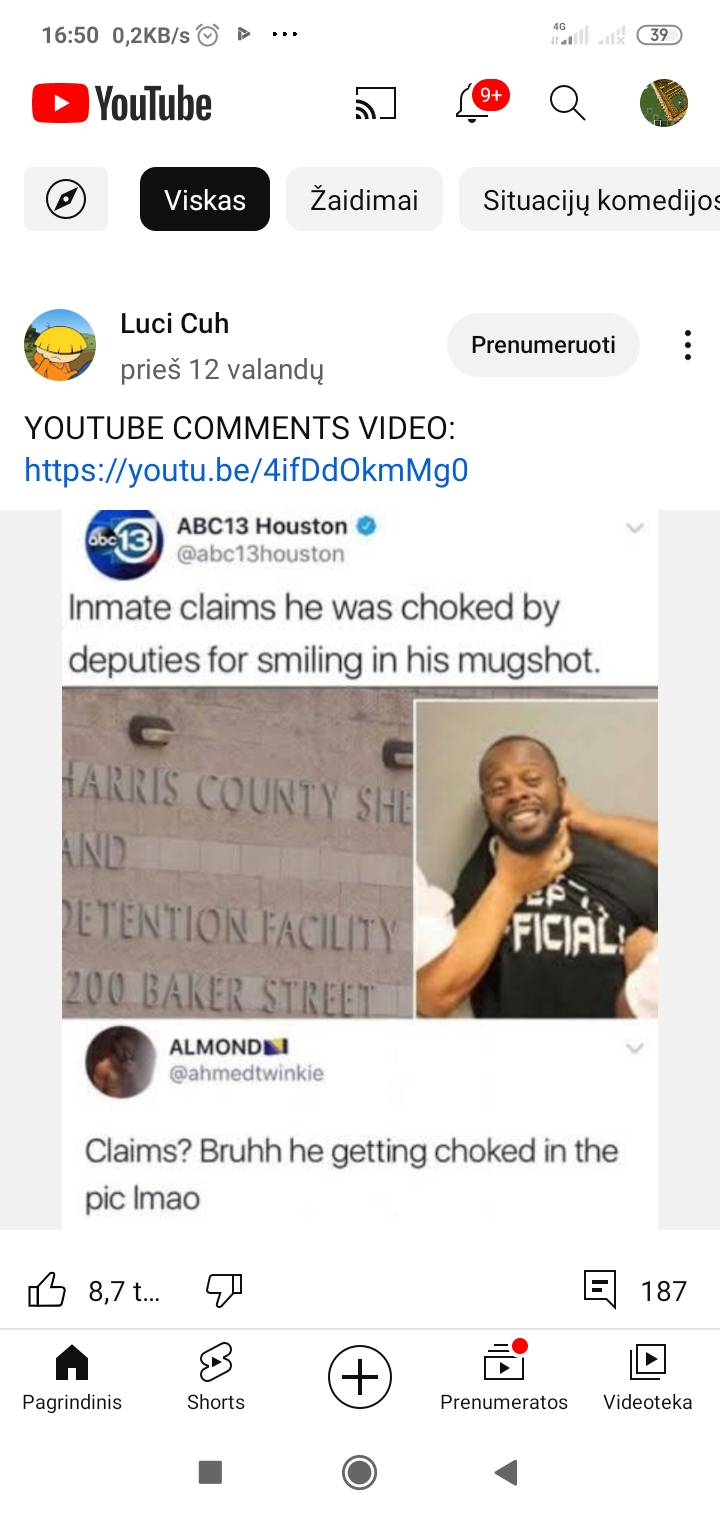 16:50 0,2KB/s
4G
39
YouTube
9+
Viskas
Žaidimai
Situacijų komedijos
Luci Cuh
prieš 12 valandų
Prenumeruoti
YOUTUBE COMMENTS VIDEO:
https://youtu.be/4ifDdOkmMg0
abc 13
ABC13 Houston
@abc13houston
Inmate claims he was choked by
deputies for smiling in his mugshot.
HARRIS COUNTY SHE
AND
DETENTION FACILITY
200 BAKER STREET
FICIAL!
ALMOND
@ahmedtwinkie
Claims? Bruhh he getting choked in the
pic lmao
8,7 t...
187
Pagrindinis
Shorts
Prenumeratos
Videoteka